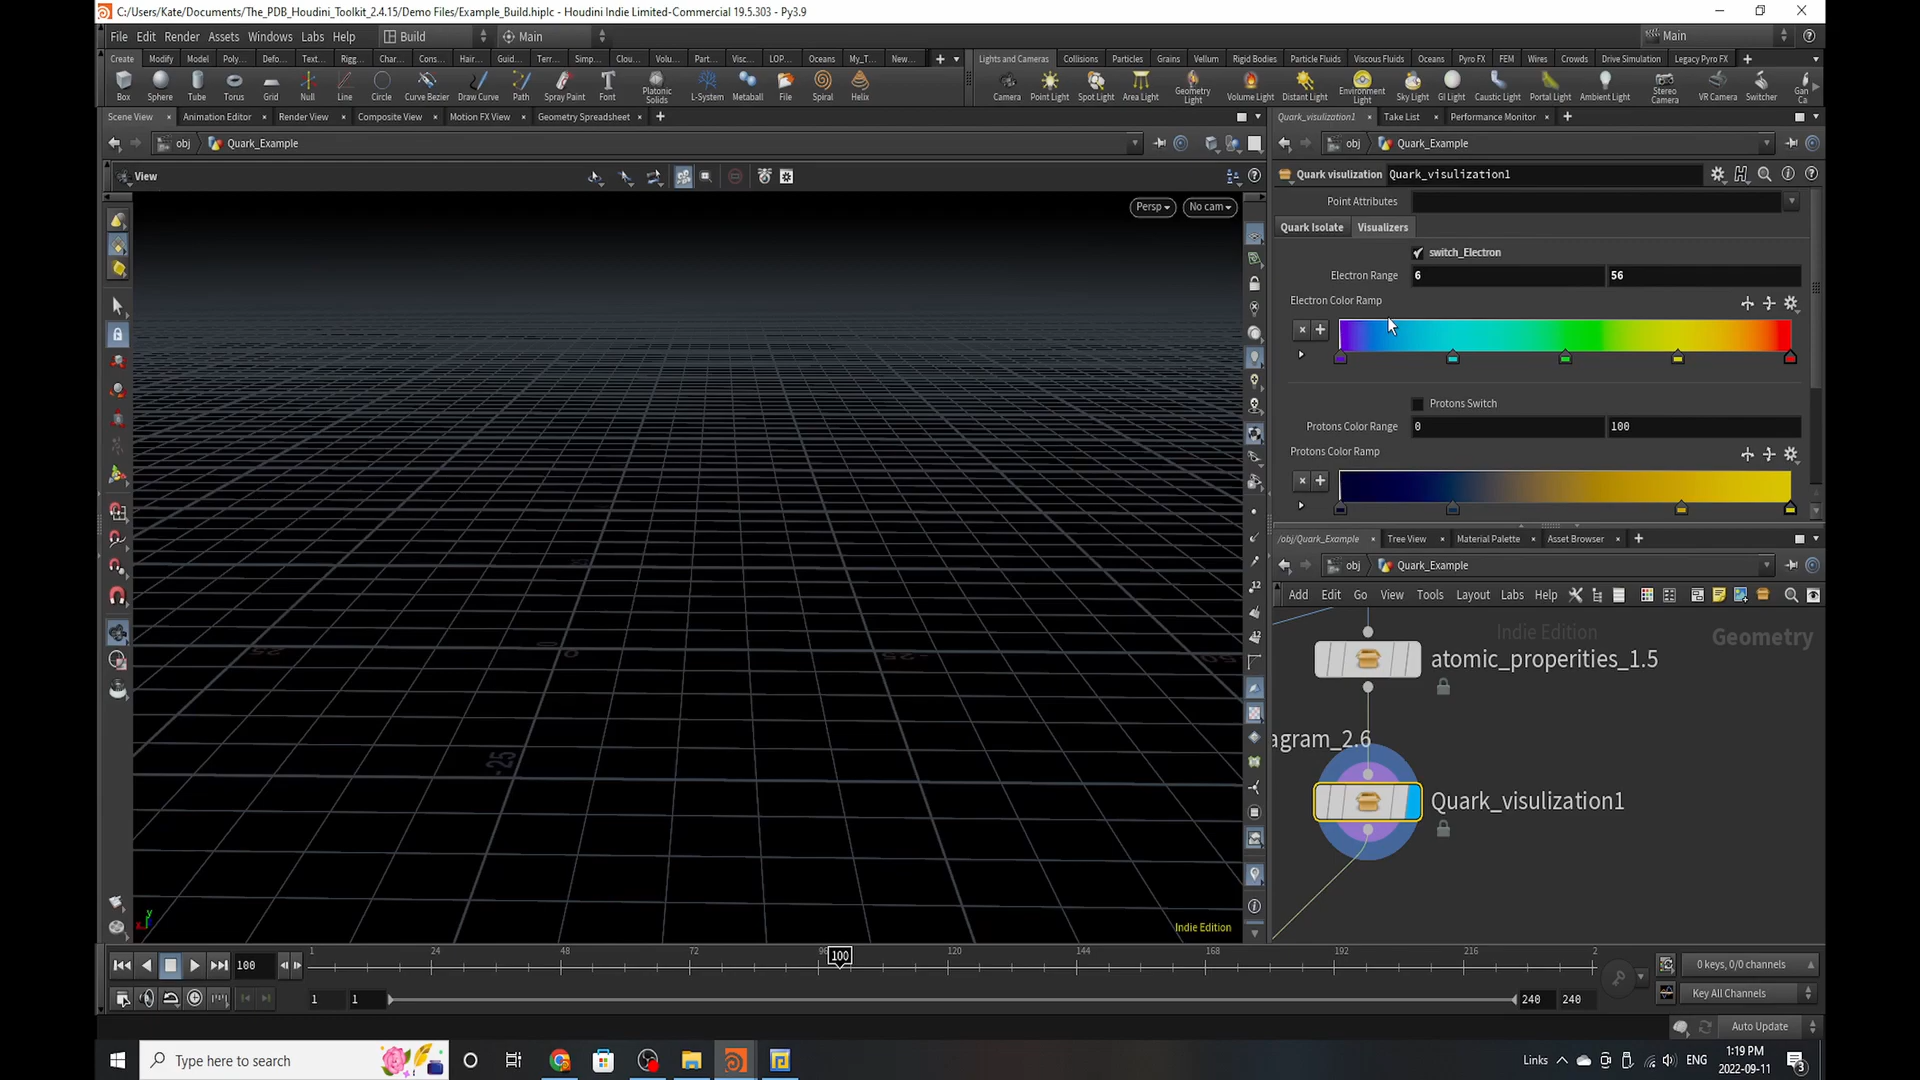 C:/Users/Kate/Documents/The_PDB_Houdini_Toolkit_2.4.15/Demo Files/Example_Build.hiplc - Houdini Indie Limited-Commercial 19.5.303 - Py3.9
File Edit Render Assets Windows Labs Help Build Main Main
Create Modify Model Poly... Defo... Text... Rigg... Char... Cons... Hair... Guid... Terr... Simp... Clou... Volu... Part... Visc... LOP... Oceans My_T... New...
Lights and Cameras Collisions Particles Grains Vellum Rigid Bodies Particle Fluids Viscous Fluids Oceans Pyro FX FEM Wires Crowds Drive Simulation Legacy Pyro FX
Box Sphere Tube Torus Grid Null Line Circle Curve Bezier Draw Curve Path Spray Paint Font Platonic Solids L-System Metaball File Spiral Helix
Camera Point Light Spot Light Area Light Geometry Light Volume Light Distant Light Environment Light Sky Light GI Light Caustic Light Portal Light Ambient Light Stereo Camera VR Camera Switcher Gan Ca
Scene View Animation Editor Render View Composite View Motion FX View Geometry Spreadsheet
Quark_visulization1 Take List Performance Monitor
obj Quark_Example
obj Quark_Example
View
Persp No cam
Quark visulization Quark_visulization1
Point Attributes
Quark Isolate Visualizers
switch_Electron
Electron Range 6 56
Electron Color Ramp
Protons Switch
Protons Color Range 0 100
Protons Color Ramp
/obj/Quark_Example Tree View Material Palette Asset Browser
obj Quark_Example
Add Edit Go View Tools Layout Labs Help
Indie Edition
Geometry
atomic_properities_1.5
agram_2.6
Quark_visulization1
25 0 0 -25
-25
y
x
Indie Edition
100 1 24 48 72 100 120 144 168 192 216 2
0 keys, 0/0 channels
1 1 240 240
Key All Channels
Auto Update
Type here to search
Links ENG 1:19 PM
2022-09-11
3